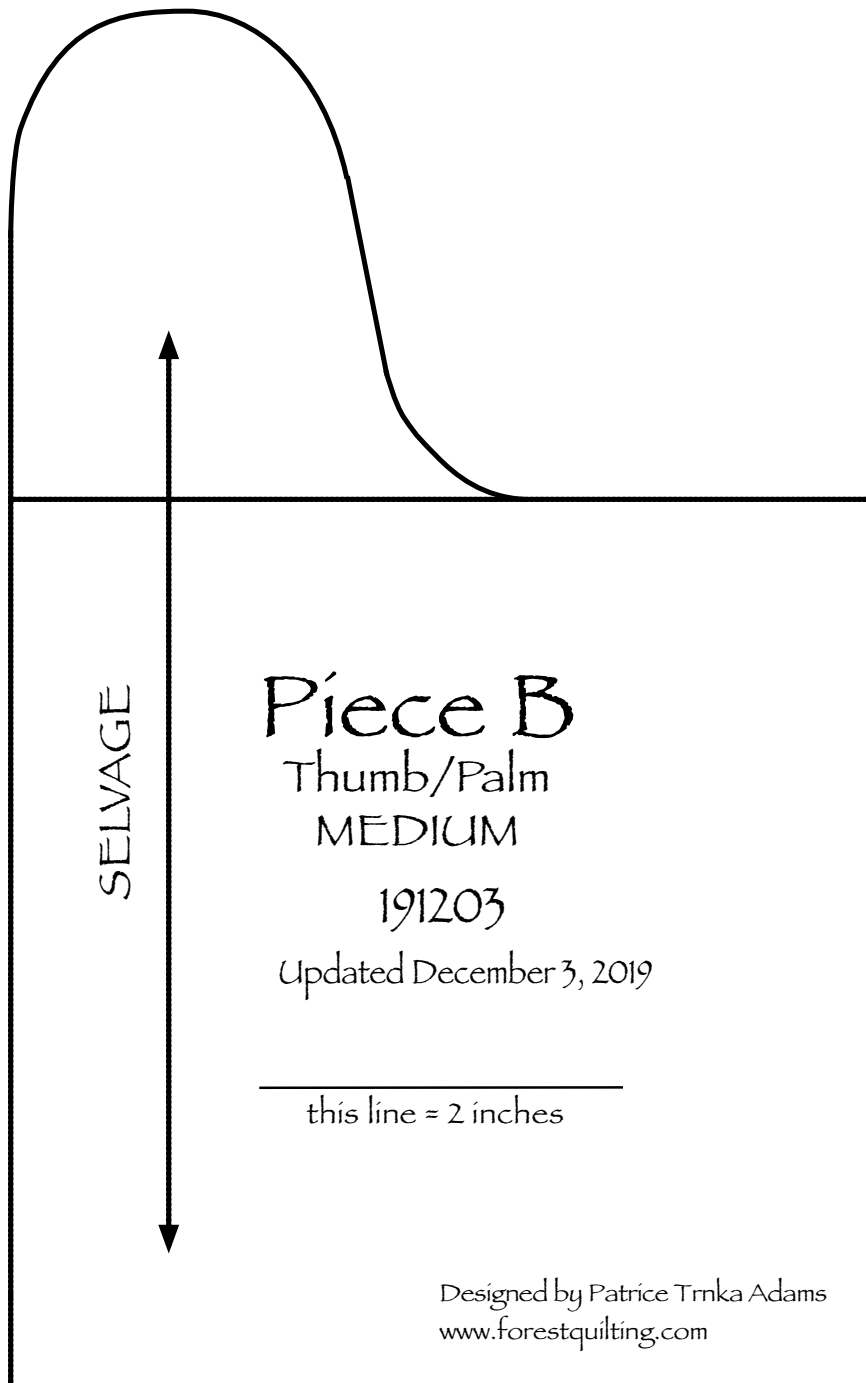 SELVAGE
Piece B
Thumb/Palm
MEDIUM
191203
Updated December 3, 2019
this line = 2 inches
Designed by Patrice Trnka Adams
www.forestquilting.com